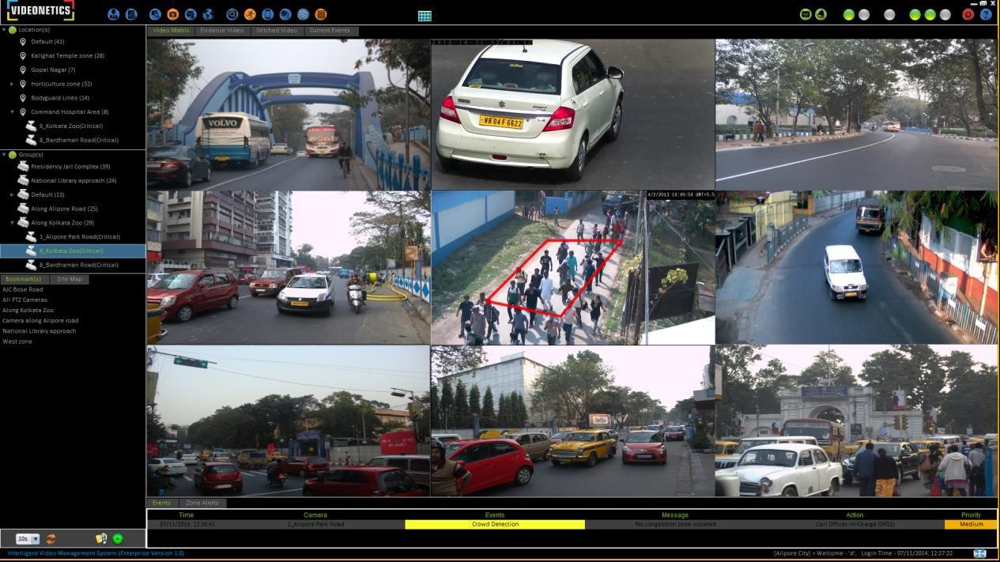 VIDEONETICS
Video Matrix
Evidence Video
Stitched Video
Current Events
Location(s)
Default (41)
Kalighat Temple zone (28)
Gopal Nagar (7)
Horticulture zone (32)
Bodyguard Lines (14)
Command Hospital Area (8)
6_Kolkata Zoo(Critical)
8_Bardhaman Road(Critical)
Group(s)
Presidency Jail Complex (39)
National Library approach (24)
Default (13)
Along Alipore Road (25)
Along Kolkata Zoo (29)
1_Alipore Park Road(Critical)
6_Kolkata Zoo(Critical)
8_Bardhaman Road(Critical)
Bookmark(s)
Site Map
AJC Bose Road
All PTZ Cameras
Along Kolkata Zoo
Camera along Alipore road
National Library approach
West zone
10s
VOLVO
WB 04 F 6622
4/2/2013 14:49:54 GMT+5.5
Events
Zone Alerts
Time Camera Events Message Action Priority
07/11/2014, 12:36:41 1_Alipore Park Road Crowd Detection No congestion zone violated Call Officer-in-Charge (0452) Medium
Intelligent Video Management System (Enterprise Version 1.0)
[Alipore City] > Welcome - 'd', Login Time - 07/11/2014, 12:27:22